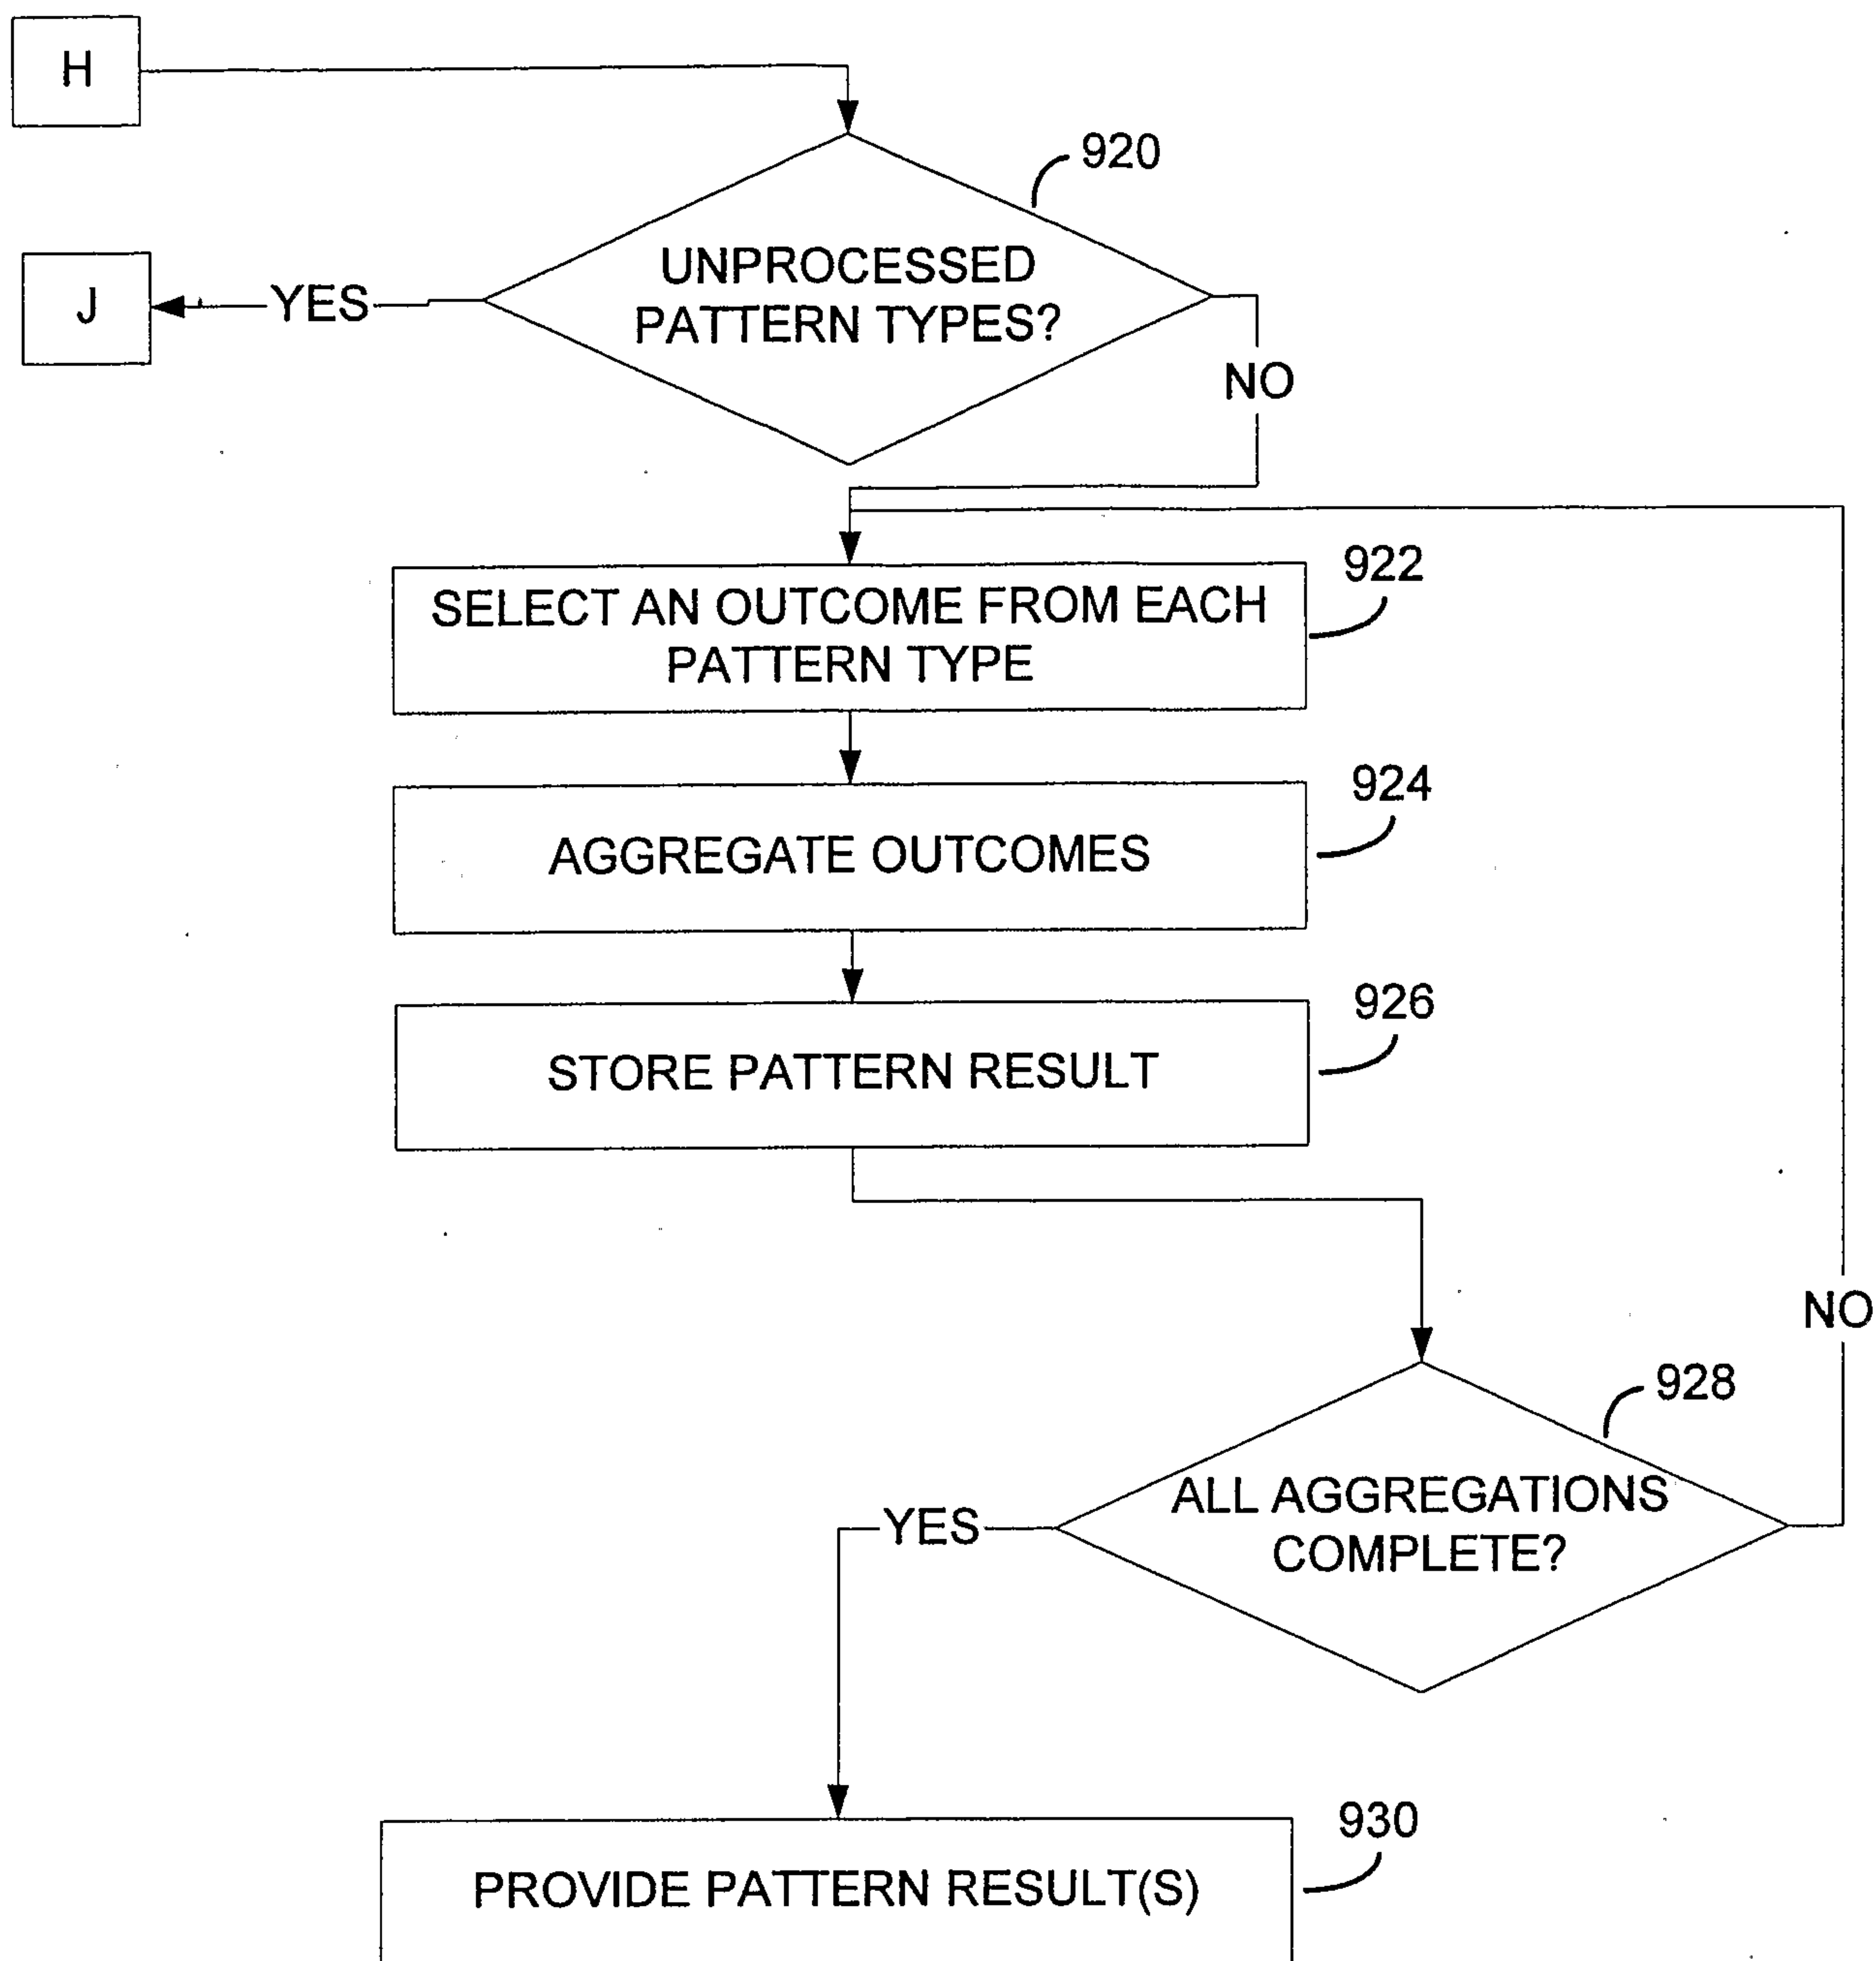 H
920
UNPROCESSED
PATTERN TYPES?
J
YES
NO
922
SELECT AN OUTCOME FROM EACH
PATTERN TYPE
924
AGGREGATE OUTCOMES
926
STORE PATTERN RESULT
NO
928
ALL AGGREGATIONS
COMPLETE?
YES
930
PROVIDE PATTERN RESULT(S)